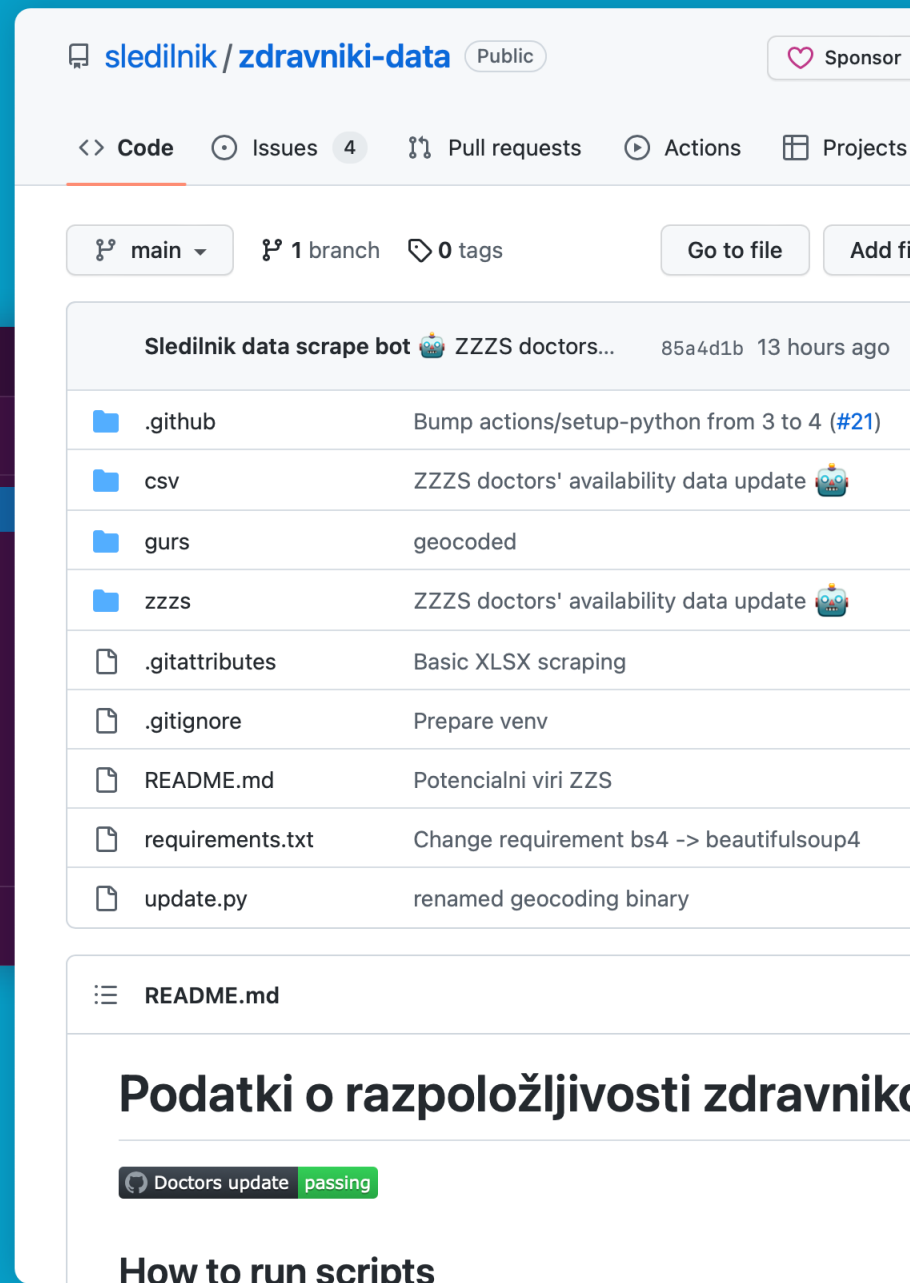 sledilnik / zdravniki-data Public Sponsor
Code Issues 4 Pull requests Actions Projects
main 1 branch 0 tags Go to file Add fi
Sledilnik data scrape bot 🤖 ZZZS doctors... 85a4d1b 13 hours ago
.github Bump actions/setup-python from 3 to 4 (#21)
csv ZZZS doctors' availability data update 🤖
gurs geocoded
zzzs ZZZS doctors' availability data update 🤖
.gitattributes Basic XLSX scraping
.gitignore Prepare venv
README.md Potencialni viri ZZS
requirements.txt Change requirement bs4 -> beautifulsoup4
update.py renamed geocoding binary
README.md
Podatki o razpoložljivosti zdravniko
Doctors update passing
How to run scripts